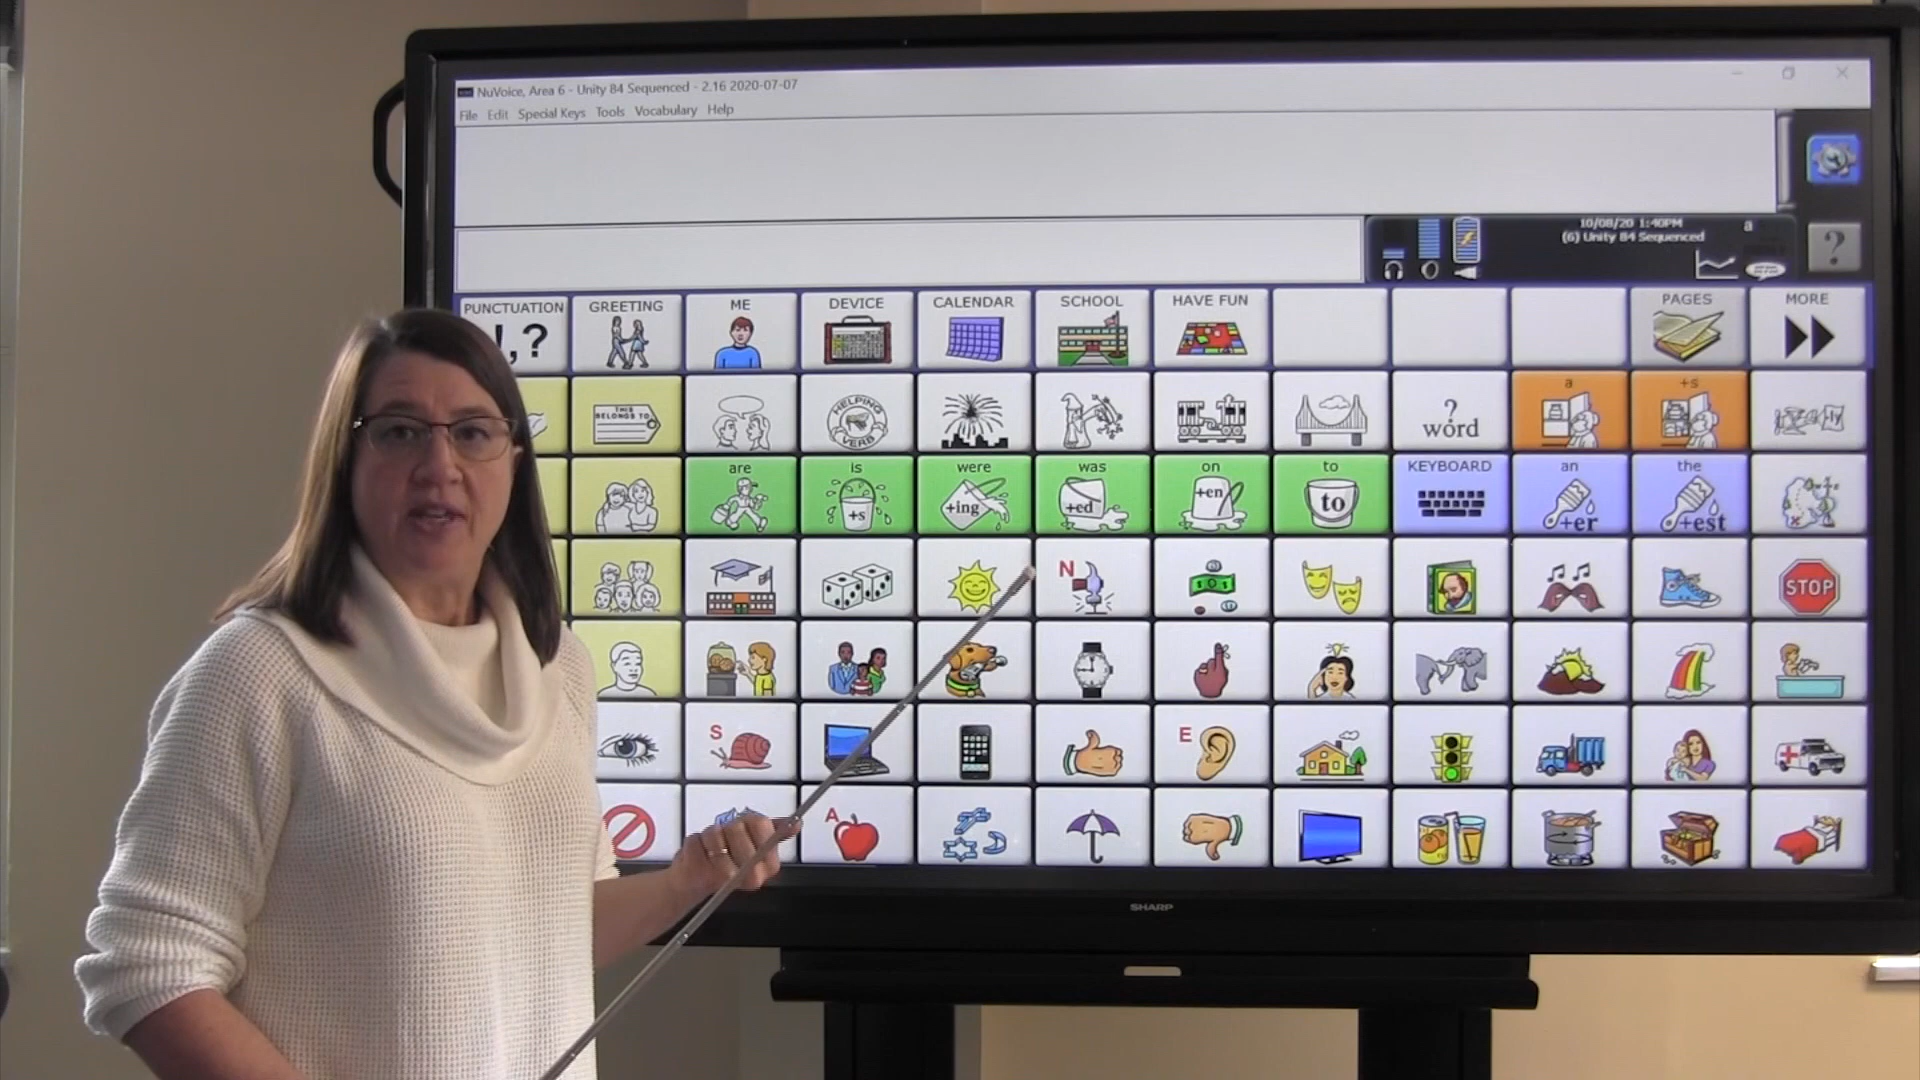 NuVoice, Area 6 - Unity 84 Sequenced - 2.16 2020-07-07
File Edit Special Keys Tools Vocabulary Help
10/08/20 1:40PM a
(6) Unity 84 Sequenced
?
PUNCTUATION GREETING ME DEVICE CALENDAR SCHOOL HAVE FUN PAGES MORE
!,?
THIS BELONGS TO HELPING VERB ? word a +s
are is were was on to KEYBOARD an the
+s +ing +ed +en to +er +est
N STOP
S E
A
SHARP